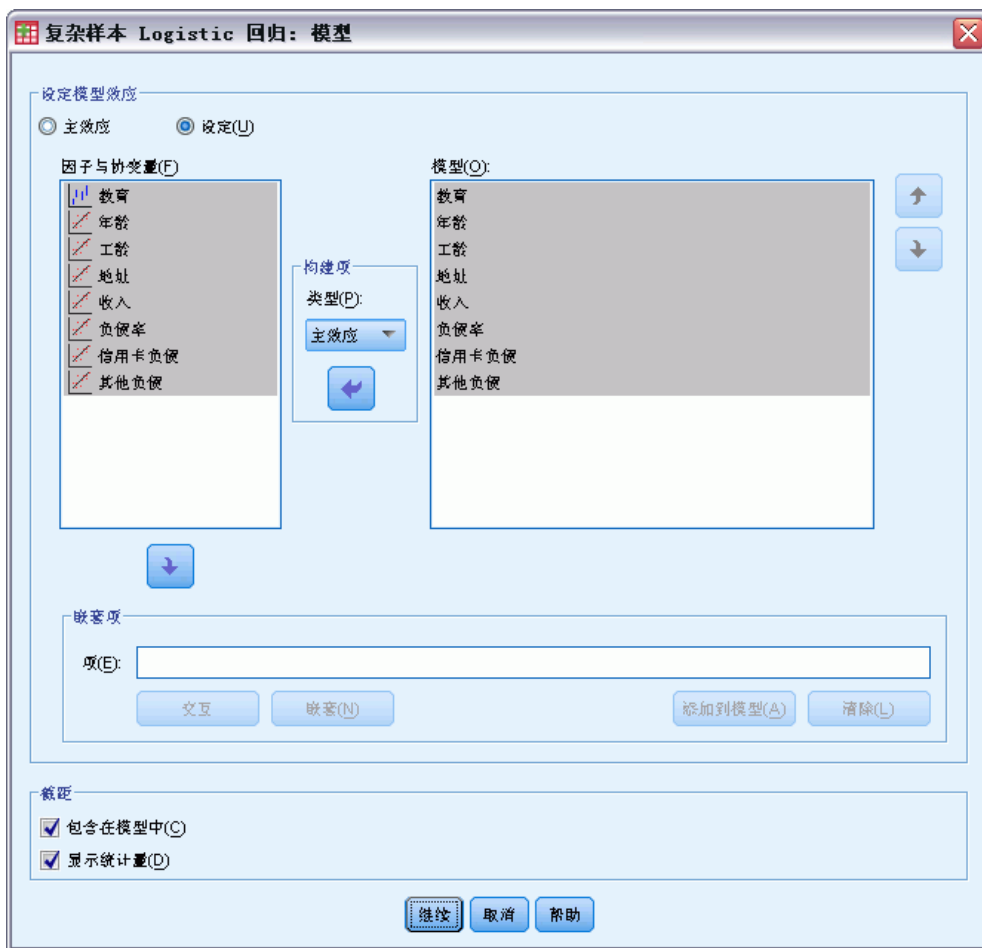 复杂样本 Logistic 回归：模型
设定模型效应
主效应 设定(U)
因子与协变量(F)
教育
年龄
工龄
地址
收入
负债率
信用卡负债
其他负债
构建项
类型(P):
主效应
模型(O):
教育
年龄
工龄
地址
收入
负债率
信用卡负债
其他负债
嵌套项
项(E):
交互 嵌套(N) 添加到模型(A) 清除(L)
截距
包含在模型中(C)
显示统计量(D)
继续 取消 帮助